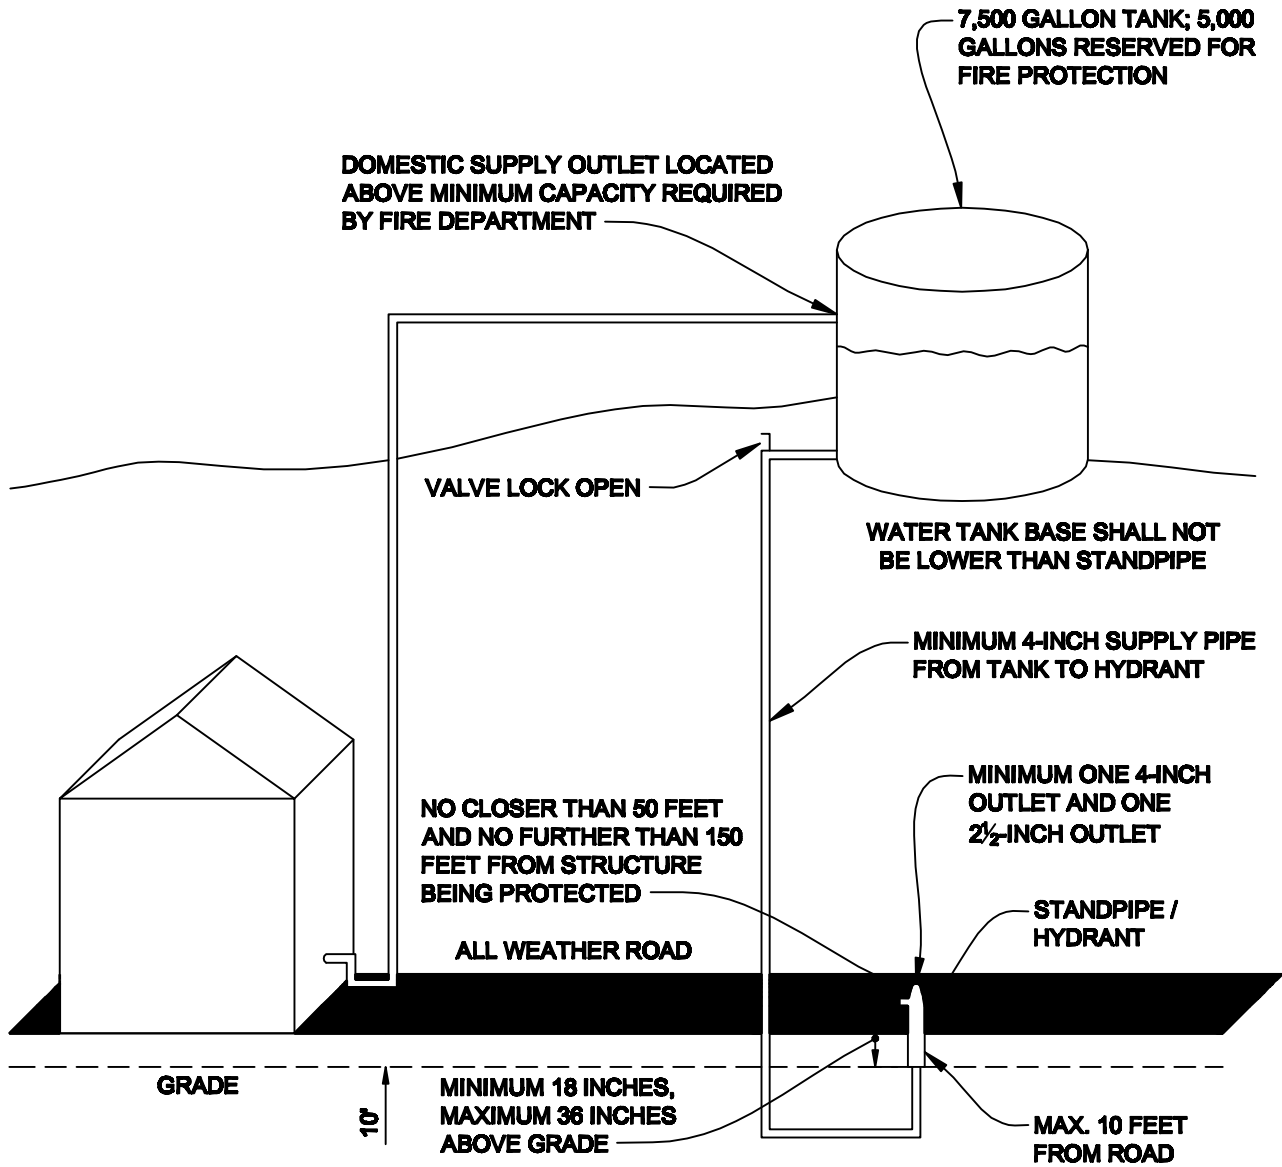 7,500 GALLON TANK; 5,000
GALLONS RESERVED FOR
FIRE PROTECTION
DOMESTIC SUPPLY OUTLET LOCATED
ABOVE MINIMUM CAPACITY REQUIRED
BY FIRE DEPARTMENT
VALVE LOCK OPEN
WATER TANK BASE SHALL NOT
BE LOWER THAN STANDPIPE
MINIMUM 4-INCH SUPPLY PIPE
FROM TANK TO HYDRANT
MINIMUM ONE 4-INCH
OUTLET AND ONE
2½-INCH OUTLET
NO CLOSER THAN 50 FEET
AND NO FURTHER THAN 150
FEET FROM STRUCTURE
BEING PROTECTED
STANDPIPE /
HYDRANT
ALL WEATHER ROAD
GRADE
10'
MINIMUM 18 INCHES,
MAXIMUM 36 INCHES
ABOVE GRADE
MAX. 10 FEET
FROM ROAD